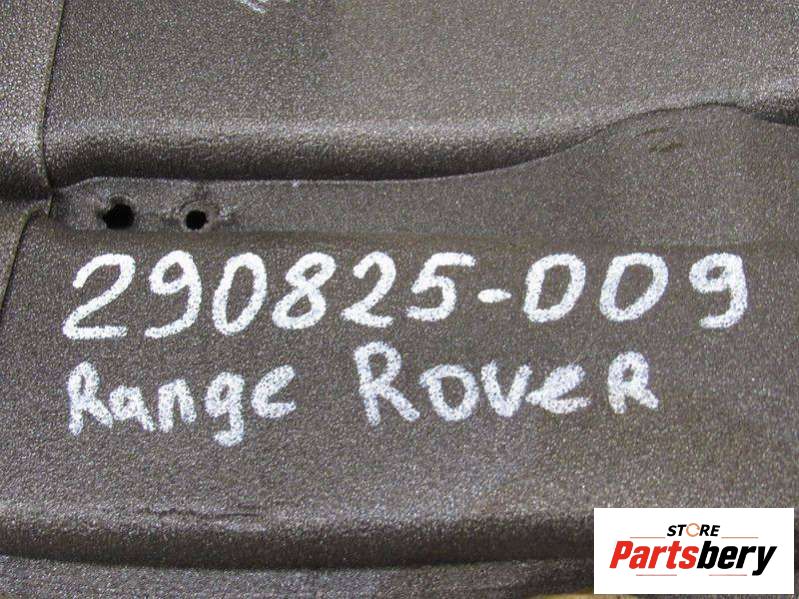 290825-009
Range Rover
STORE
Partsbery